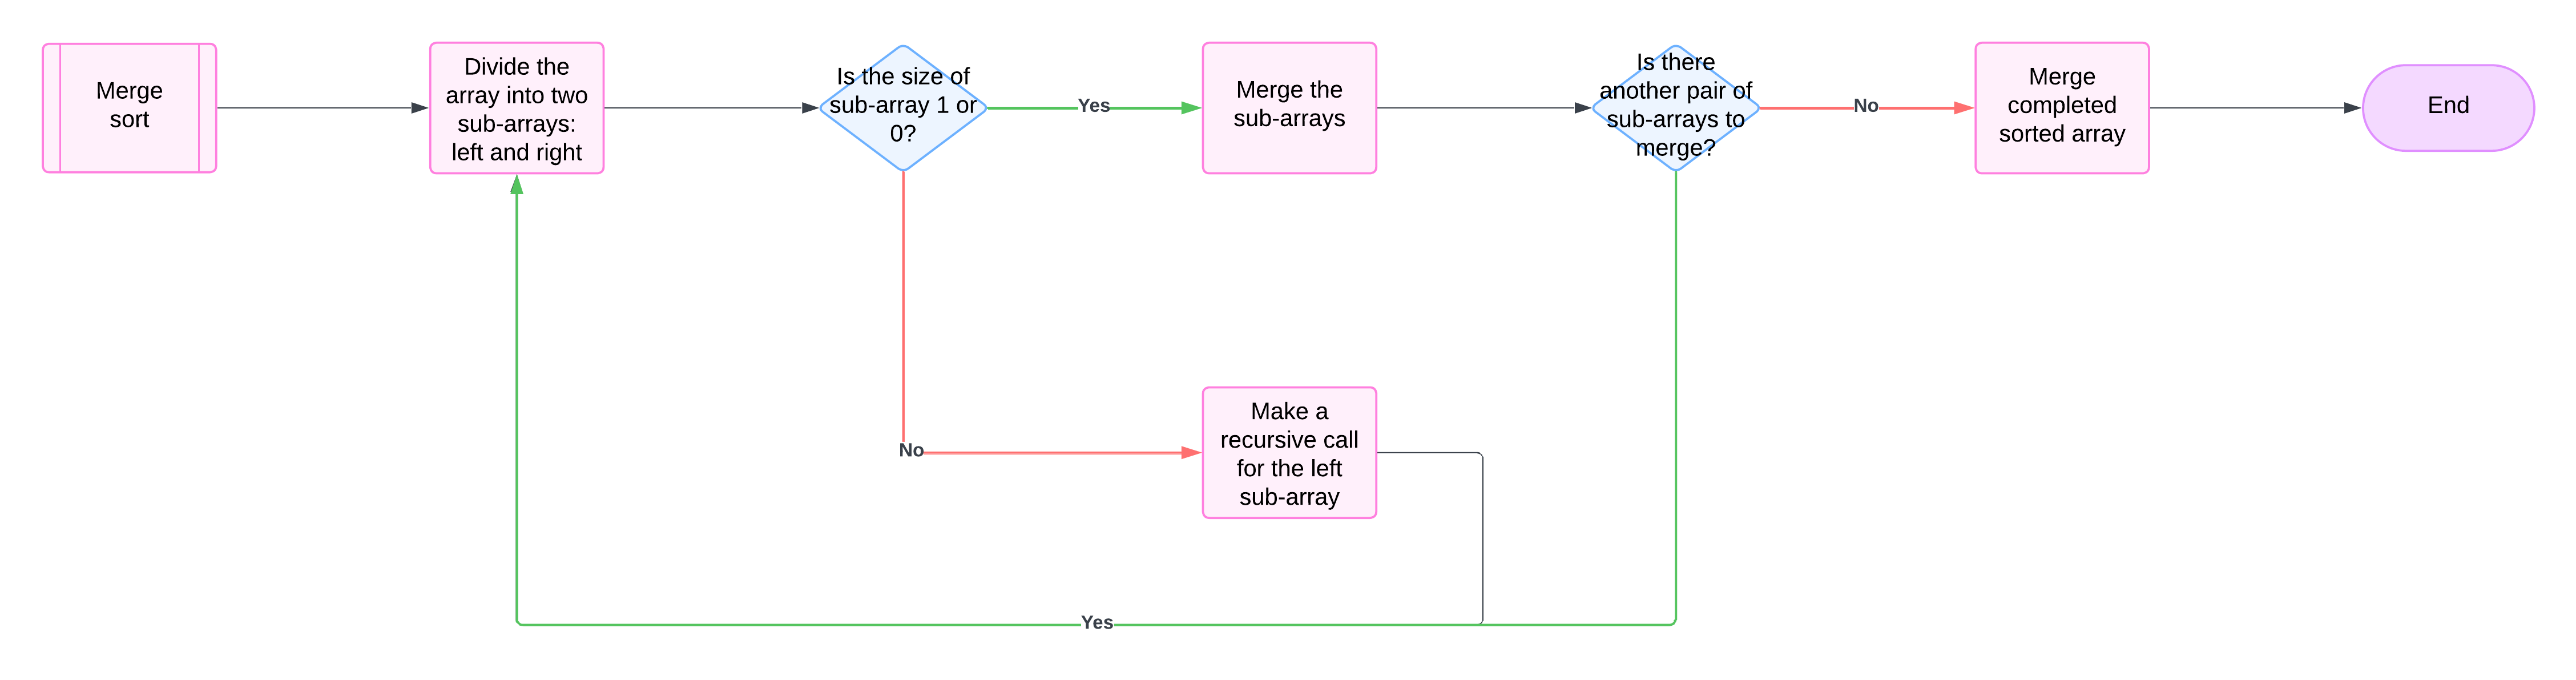 Merge
sort
Divide the
array into two
sub-arrays:
left and right
Is the size of
sub-array 1 or
0?
Yes
Merge the
sub-arrays
Is there
another pair of
sub-arrays to
merge?
No
Merge
completed
sorted array
End
No
Make a
recursive call
for the left
sub-array
Yes